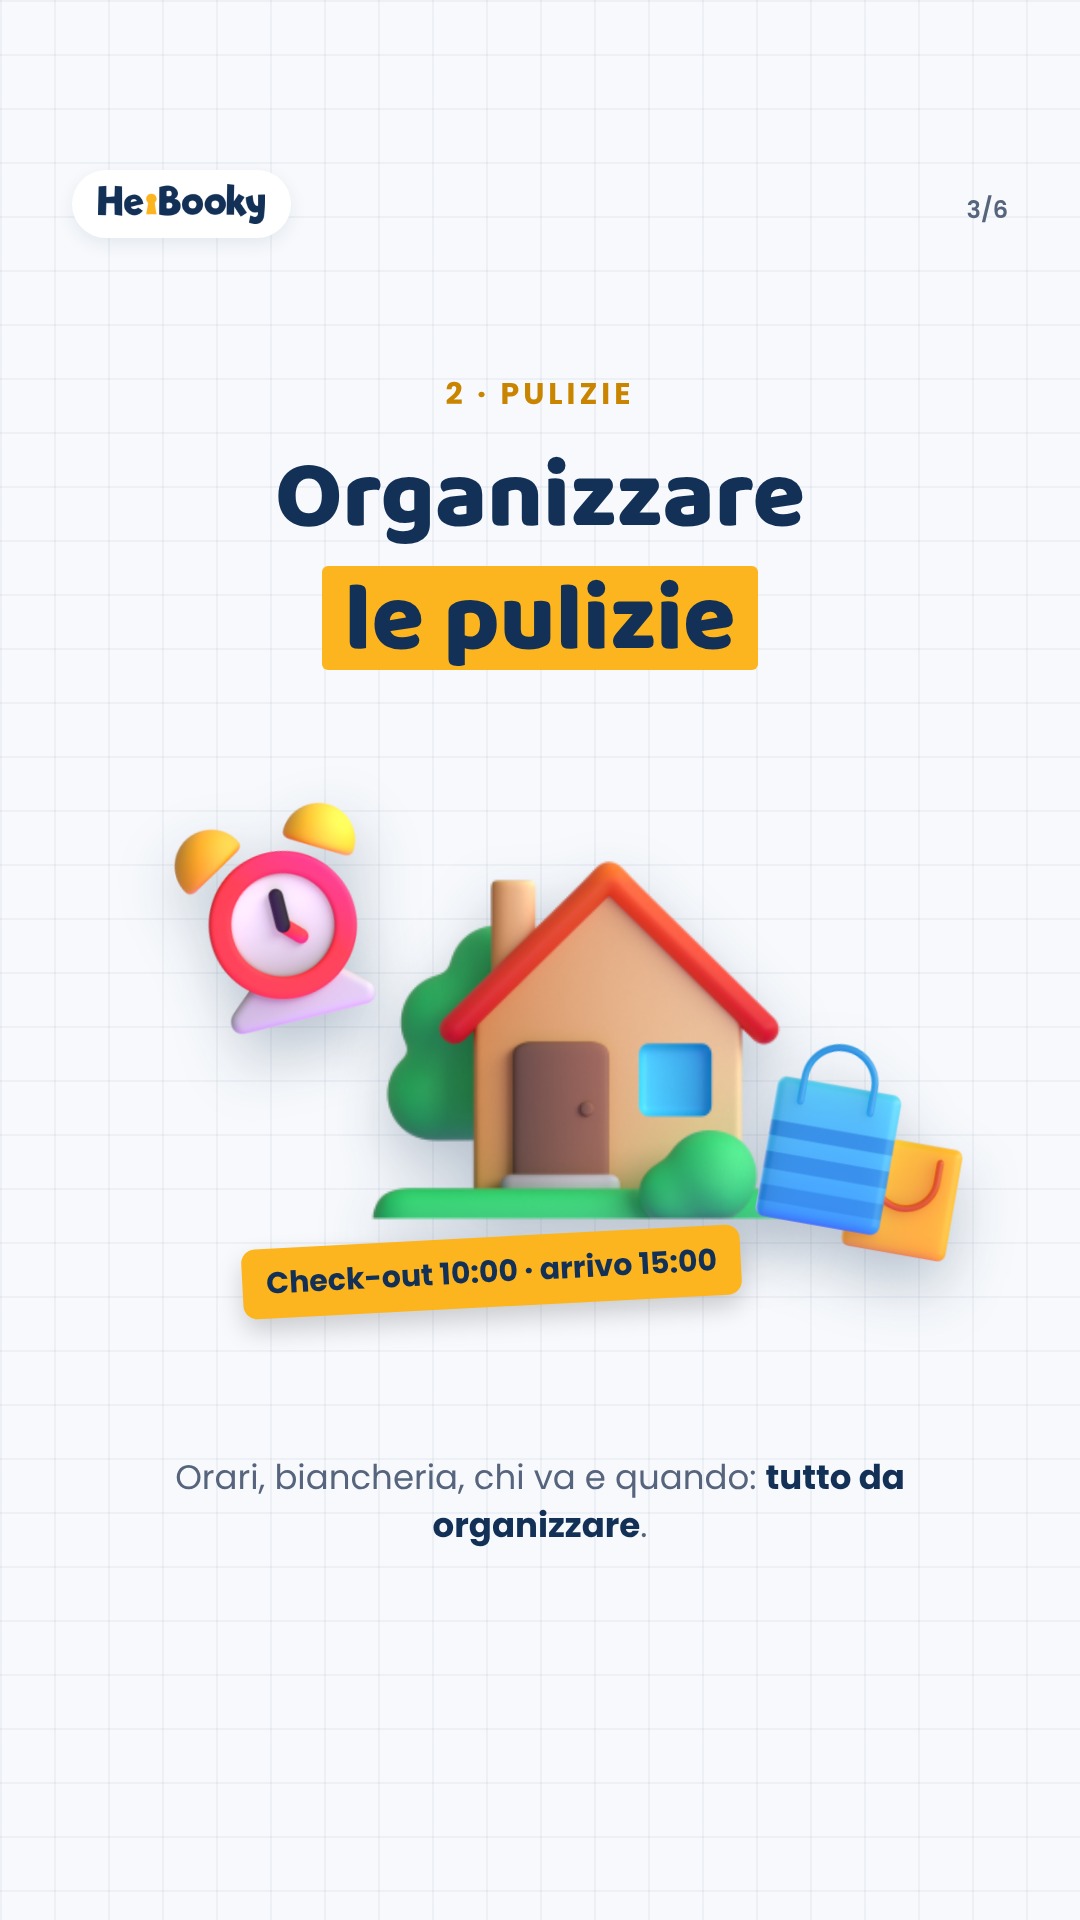 HeiBooky
3/6
2 · PULIZIE
Organizzare
le pulizie
Check-out 10:00 · arrivo 15:00
Orari, biancheria, chi va e quando: tutto da
organizzare.